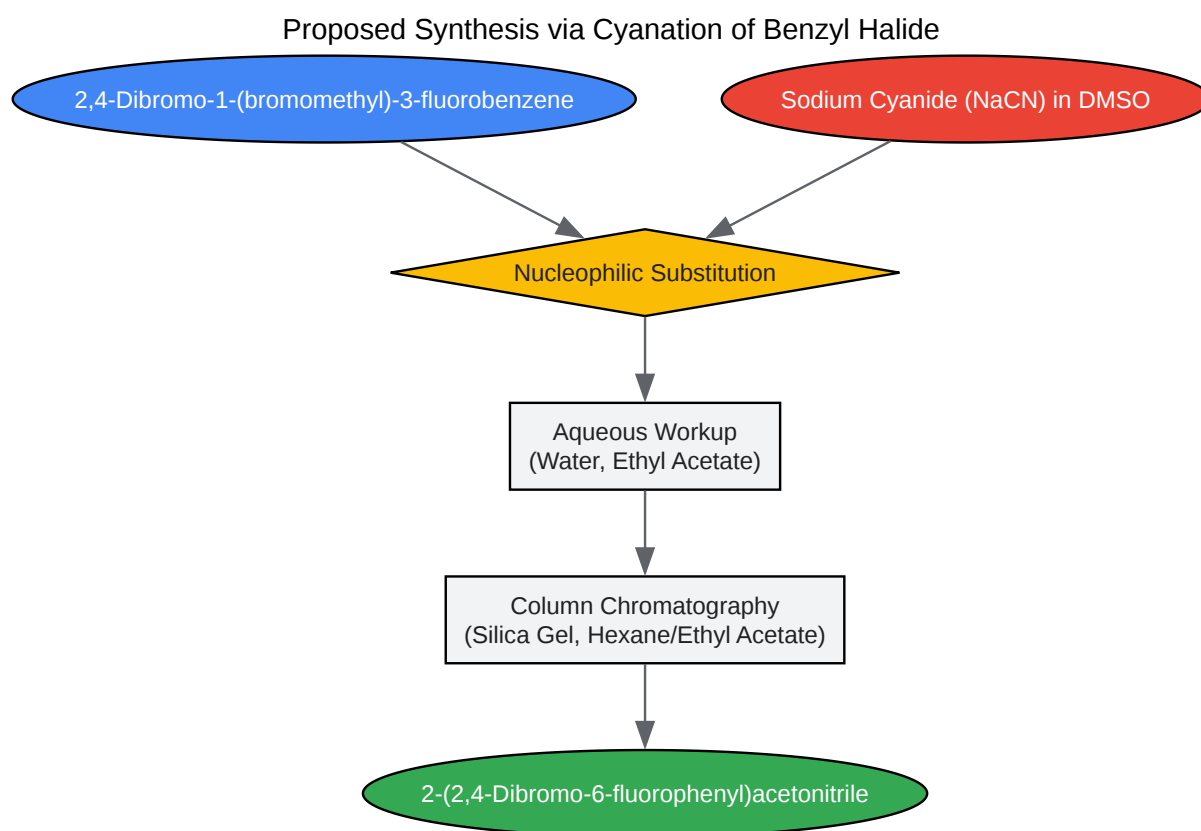 Proposed Synthesis via Cyanation of Benzyl Halide
2,4-Dibromo-1-(bromomethyl)-3-fluorobenzene
Sodium Cyanide (NaCN) in DMSO
Nucleophilic Substitution
Aqueous Workup
(Water, Ethyl Acetate)
Column Chromatography
(Silica Gel, Hexane/Ethyl Acetate)
2-(2,4-Dibromo-6-fluorophenyl)acetonitrile